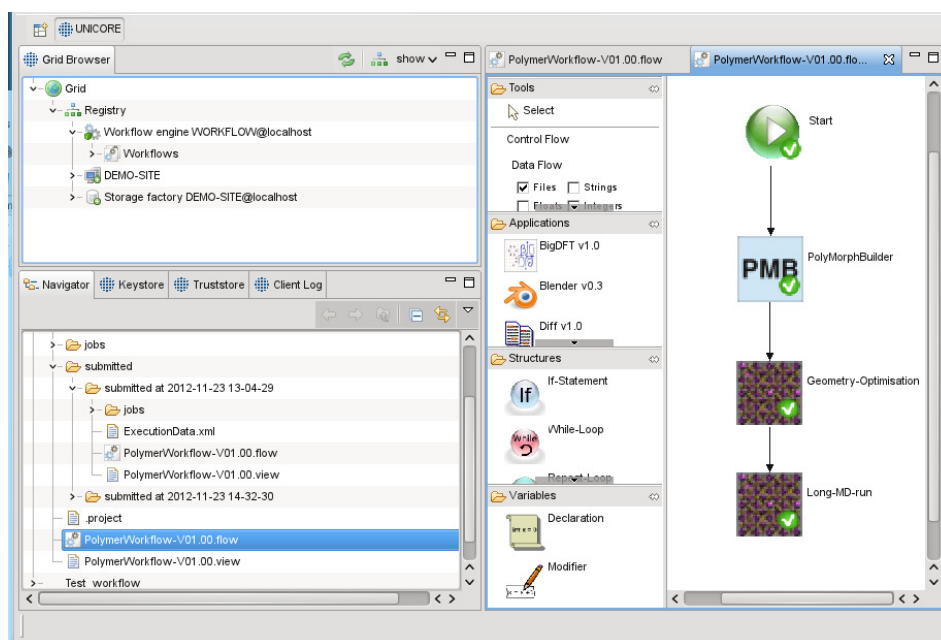 UNICORE
Grid Browser
show
Grid
Registry
Workflow engine WORKFLOW@localhost
Workflows
DEMO-SITE
Storage factory DEMO-SITE@localhost
Navigator
Keystore
Truststore
Client Log
jobs
submitted
submitted at 2012-11-23 13-04-29
jobs
ExecutionData.xml
PolymerWorkflow-V01.00.flow
PolymerWorkflow-V01.00.view
submitted at 2012-11-23 14-32-30
.project
PolymerWorkflow-V01.00.flow
PolymerWorkflow-V01.00.view
Test_workflow
PolymerWorkflow-V01.00.flow
PolymerWorkflow-V01.00.flo...
Tools
Select
Control Flow
Data Flow
Files
Strings
Floats
Integers
Applications
BigDFT v1.0
Blender v0.3
Diff v1.0
Structures
If
If-Statement
While
While-Loop
Repeat-Loop
Variables
Declaration
Modifier
Start
PMB
PolyMorphBuilder
Geometry-Optimisation
Long-MD-run